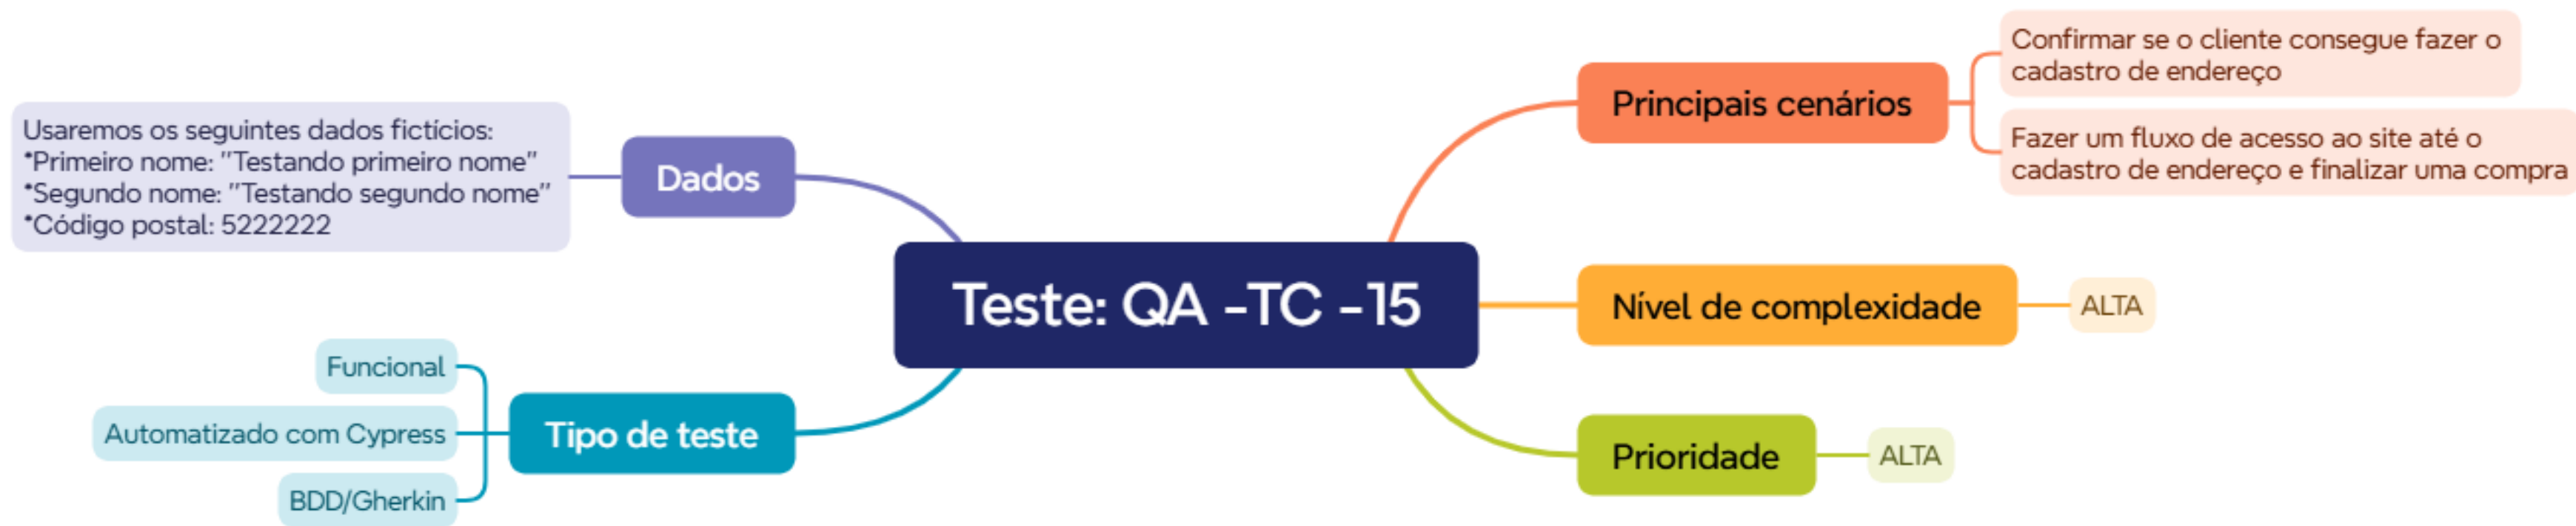 Teste: QA -TC -15
Dados
Usaremos os seguintes dados fictícios:
*Primeiro nome: "Testando primeiro nome"
*Segundo nome: "Testando segundo nome"
*Código postal: 5222222
Tipo de teste
Funcional
Automatizado com Cypress
BDD/Gherkin
Principais cenários
Confirmar se o cliente consegue fazer o
cadastro de endereço
Fazer um fluxo de acesso ao site até o
cadastro de endereço e finalizar uma compra
Nível de complexidade
ALTA
Prioridade
ALTA